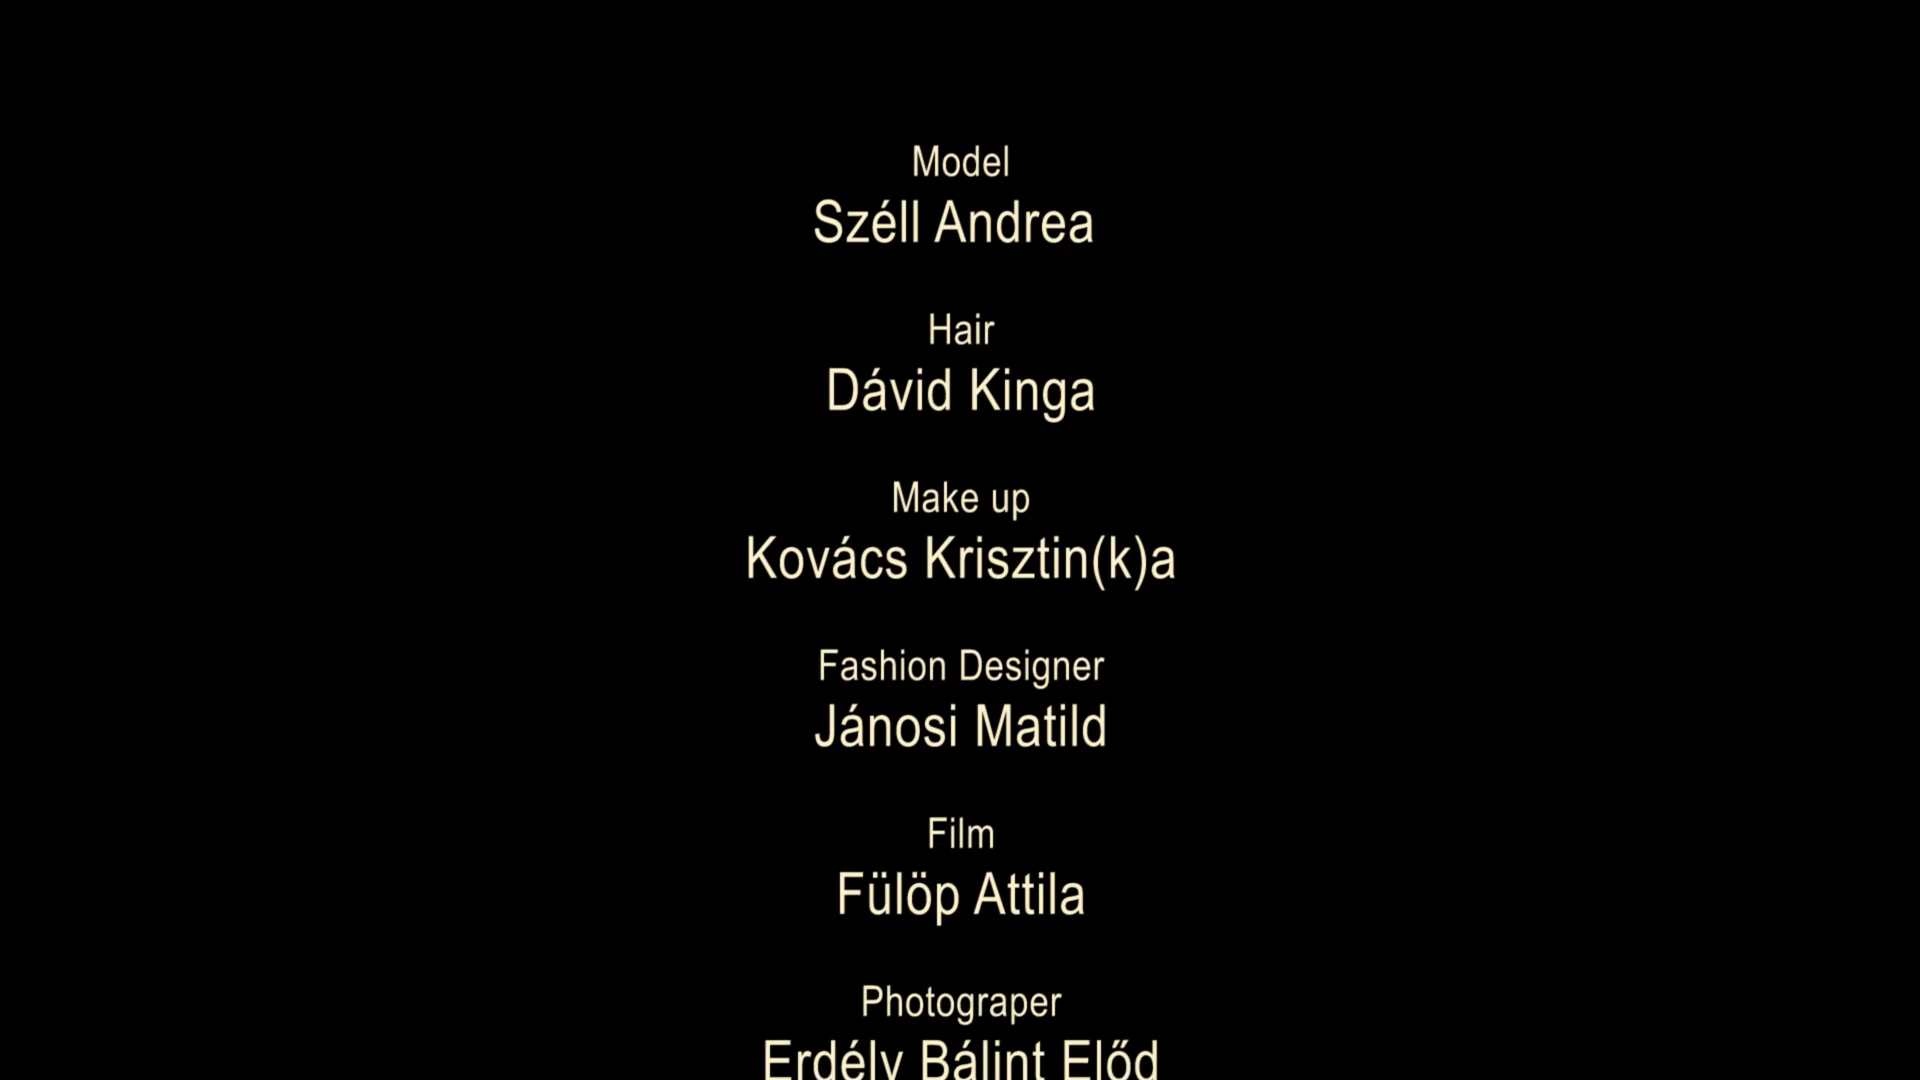 Model
Széll Andrea
Hair
Dávid Kinga
Make up
Kovács Krisztin(k)a
Fashion Designer
Jánosi Matild
Film
Fülöp Attila
Photograper
Erdély Bálint Előd